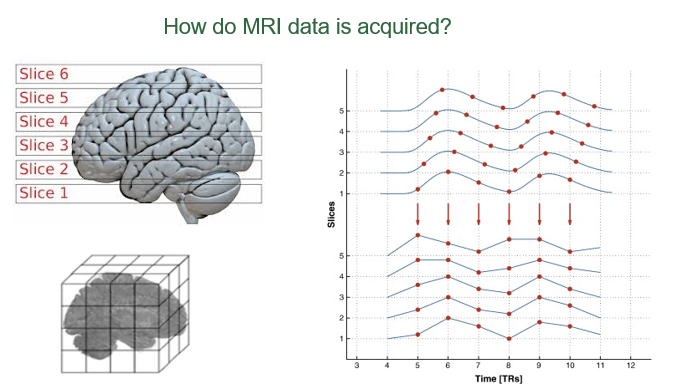 How do MRI data is acquired?
Slice 6
Slice 5
Slice 4
Slice 3
Slice 2
Slice 1
Slices
5
4
3
2
1
5
4
3
2
1
3 4 5 6 7 8 9 10 11 12
Time [TRs]